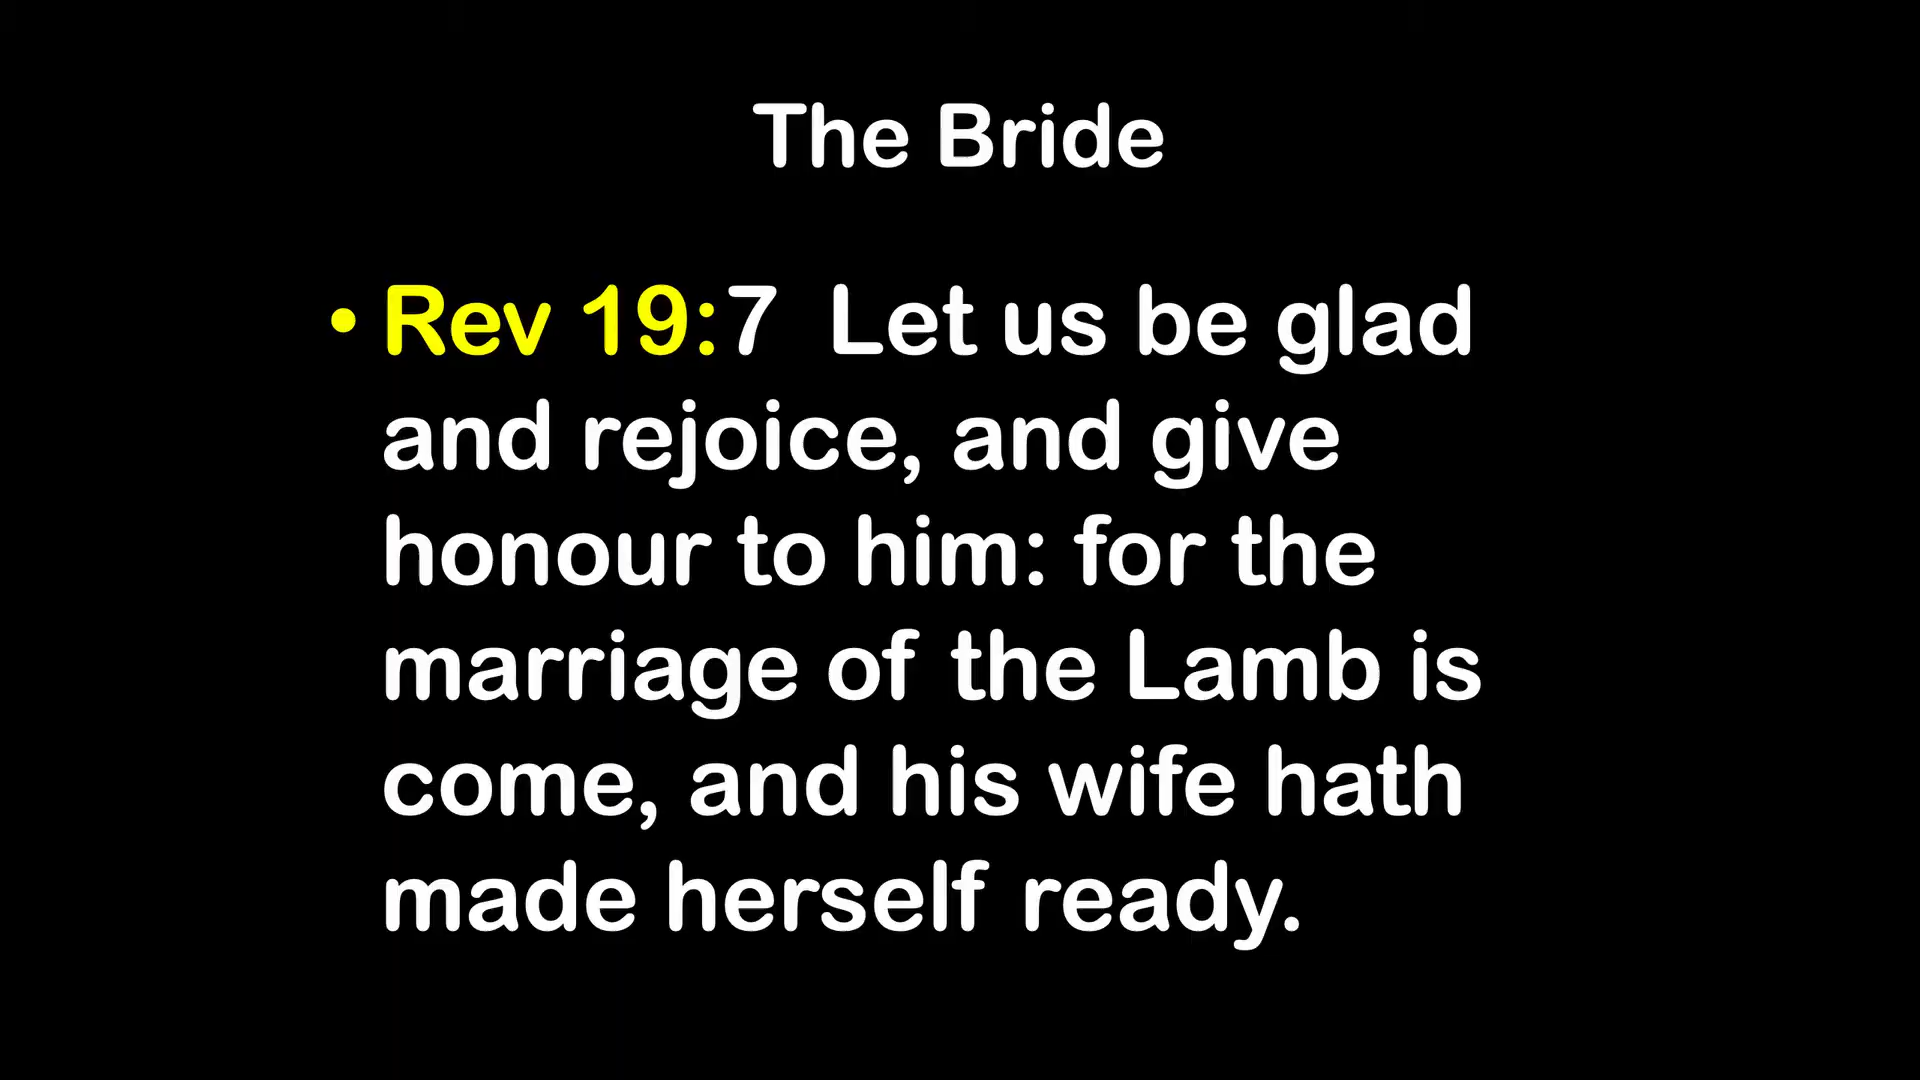 The Bride
• Rev 19:7  Let us be glad
and rejoice, and give
honour to him: for the
marriage of the Lamb is
come, and his wife hath
made herself ready.